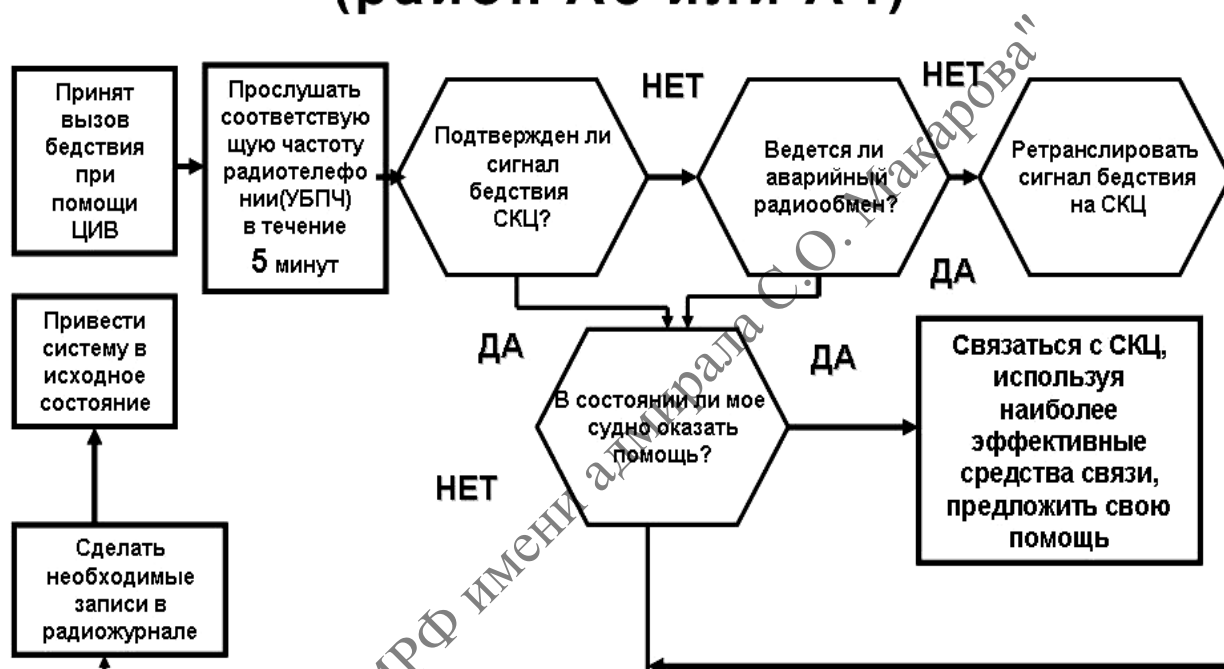 (район А3 или А4)
Принят
вызов
бедствия
при
помощи
ЦИВ
Прослушать
соответствую
щую частоту
радиотелефо
нии(УБПЧ)
в течение
5 минут
Подтвержден ли
сигнал
бедствия
СКЦ?
НЕТ
Ведется ли
аварийный
радиообмен?
НЕТ
Ретранслировать
сигнал бедствия
на СКЦ
ДА
ДА
ДА
Привести
систему в
исходное
состояние
В состоянии ли мое
судно оказать
помощь?
Связаться с СКЦ,
используя
наиболее
эффективные
средства связи,
предложить свою
помощь
НЕТ
Сделать
необходимые
записи в
радиожурнале
МРФ имени адмирала С.О. Макарова"